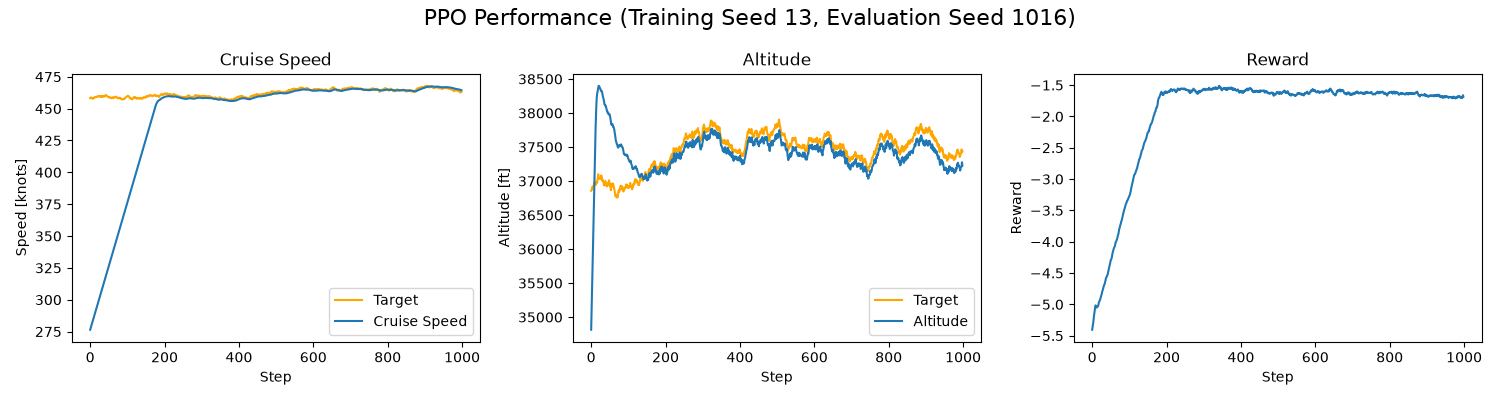 PPO Performance (Training Seed 13, Evaluation Seed 1016)
Cruise Speed
Speed [knots]
475
450
425
400
375
350
325
300
275
0 200 400 600 800 1000
Step
Target
Cruise Speed
Altitude
Altitude [ft]
38500
38000
37500
37000
36500
36000
35500
35000
0 200 400 600 800 1000
Step
Target
Altitude
Reward
Reward
−1.5
−2.0
−2.5
−3.0
−3.5
−4.0
−4.5
−5.0
−5.5
0 200 400 600 800 1000
Step